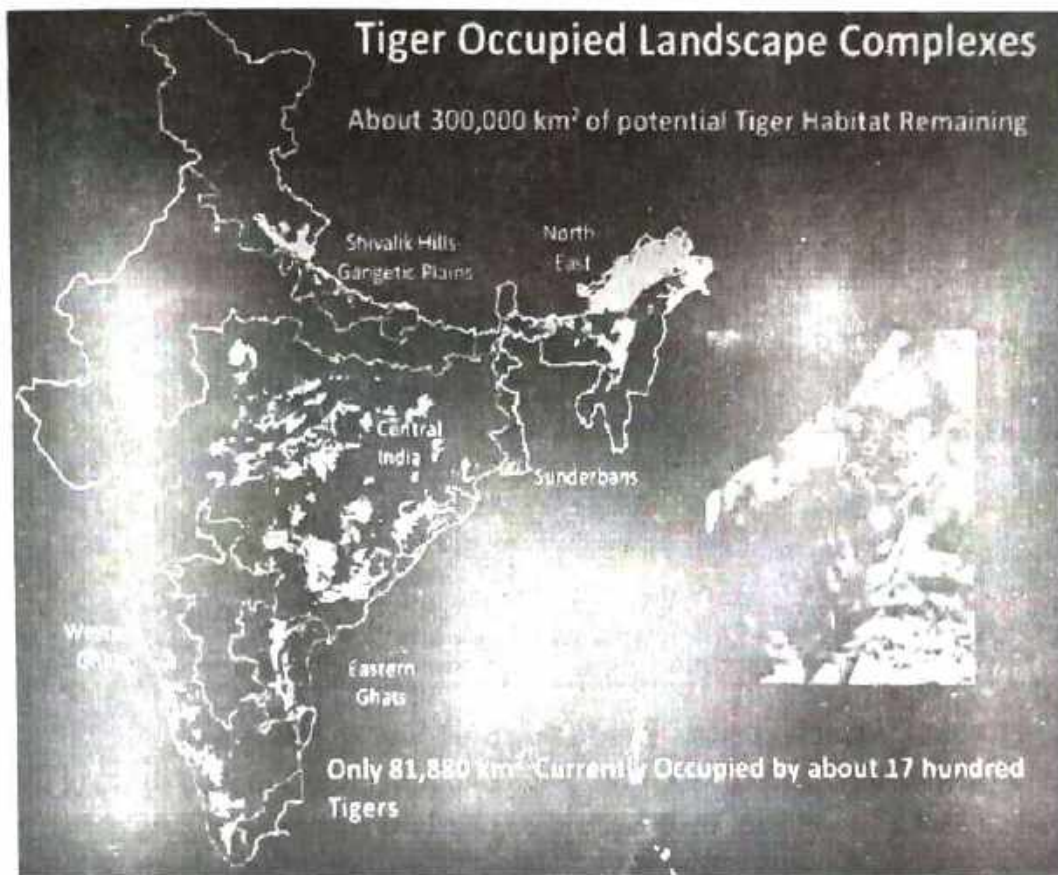 Tiger Occupied Landscape Complexes
About 300,000 km² of potential Tiger Habitat Remaining
Shivalik Hills
Gangetic Plains
North
East
Central
India
Sunderbans
Eastern
Ghats
Only 81,880 km² Currently Occupied by about 17 hundred
Tigers